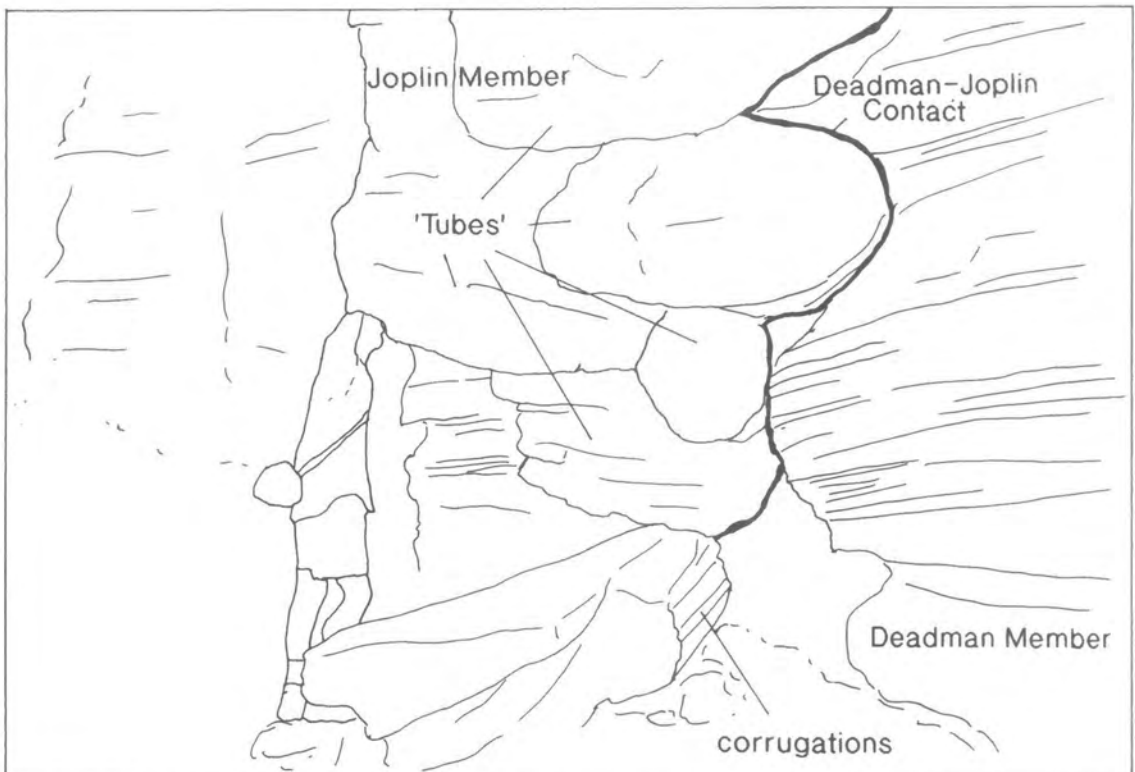 Joplin Member
Deadman-Joplin
Contact
'Tubes'
Deadman Member
corrugations